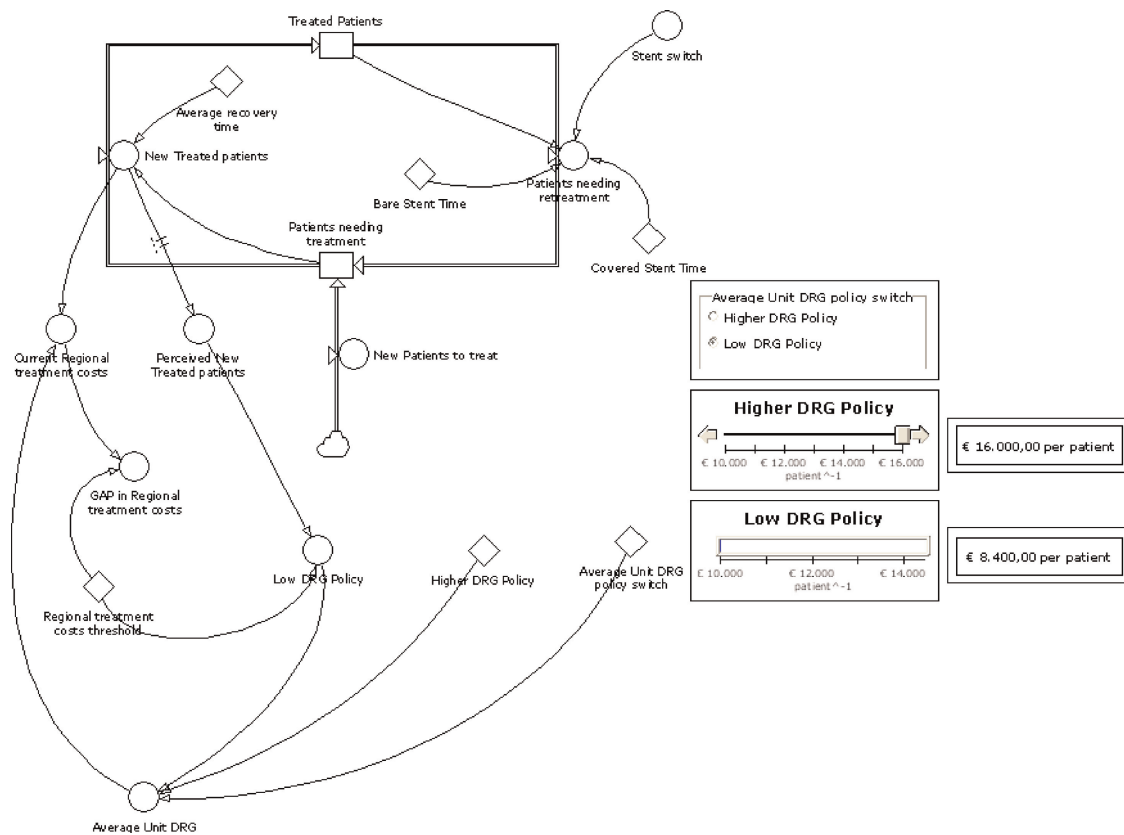 Treated Patients
Stent switch
Average recovery
time
New Treated patients
Bare Stent Time
Patients needing
retreatment
Patients needing
treatment
Covered Stent Time
Average Unit DRG policy switch
Higher DRG Policy
Low DRG Policy
Current Regional
treatment costs
Perceived New
Treated patients
New Patients to treat
Higher DRG Policy
€ 10.000 € 12.000 € 14.000 € 16.000
patient^-1
€ 16.000,00 per patient
GAP in Regional
treatment costs
Low DRG Policy
€ 10.000 € 12.000 € 14.000
patient^-1
€ 8.400,00 per patient
Low DRG Policy
Higher DRG Policy
Average Unit DRG
policy switch
Regional treatment
costs threshold
Average Unit DRG